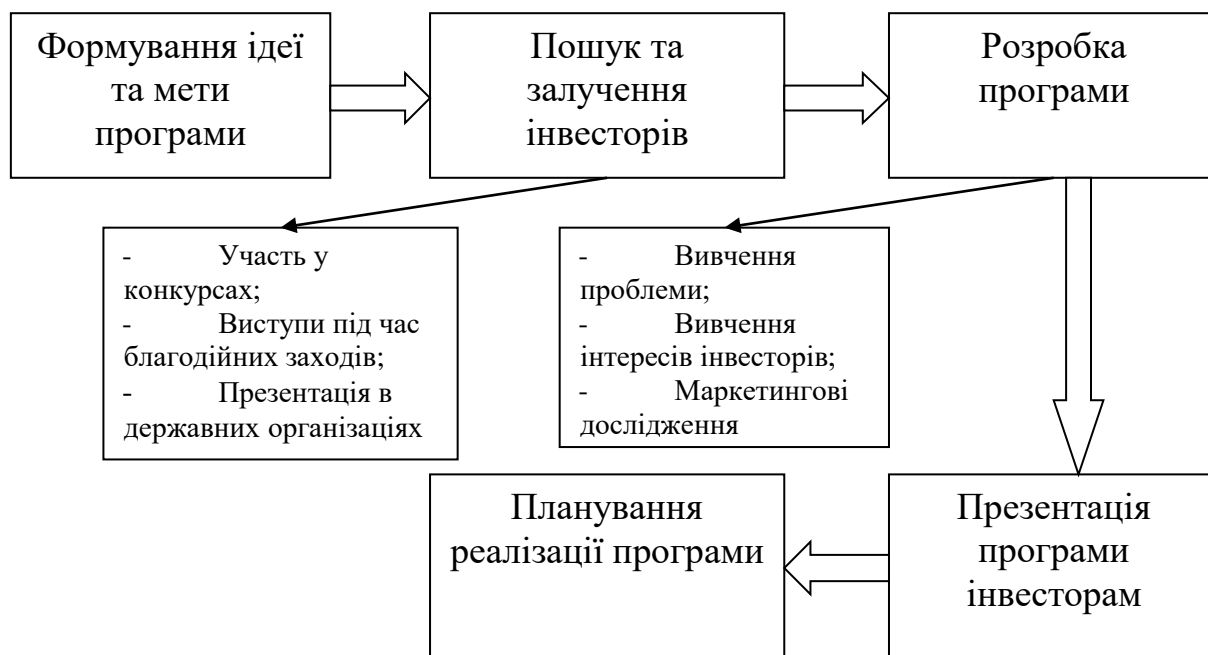 Формування ідеї
та мети
програми
Пошук та
залучення
інвесторів
Розробка
програми
- Участь у
конкурсах;
- Виступи під час
благодійних заходів;
- Презентація в
державних організаціях
- Вивчення
проблеми;
- Вивчення
інтересів інвесторів;
- Маркетингові
дослідження
Планування
реалізації програми
Презентація
програми
інвесторам